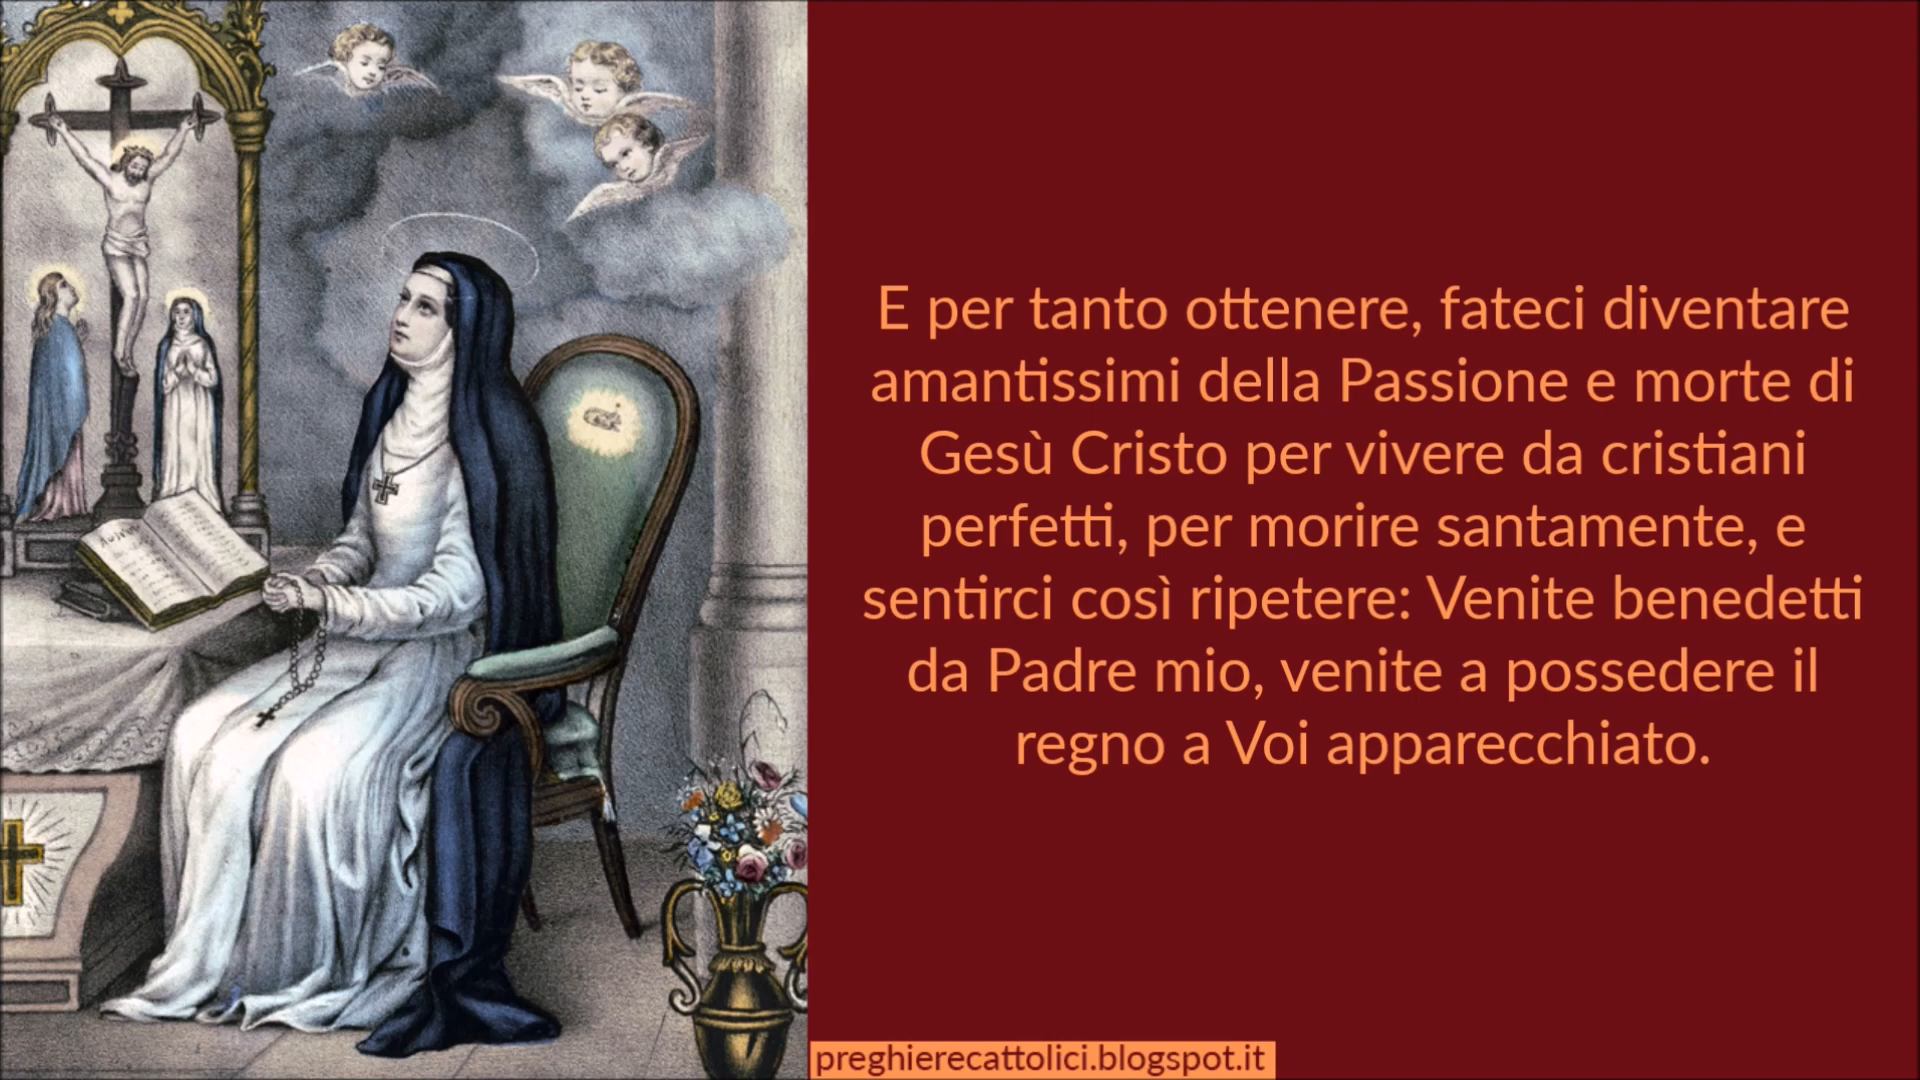 E per tanto ottenere, fateci diventare
amantissimi della Passione e morte di
Gesù Cristo per vivere da cristiani
perfetti, per morire santamente, e
sentirci così ripetere: Venite benedetti
da Padre mio, venite a possedere il
regno a Voi apparecchiato.
preghierecattolici.blogspot.it